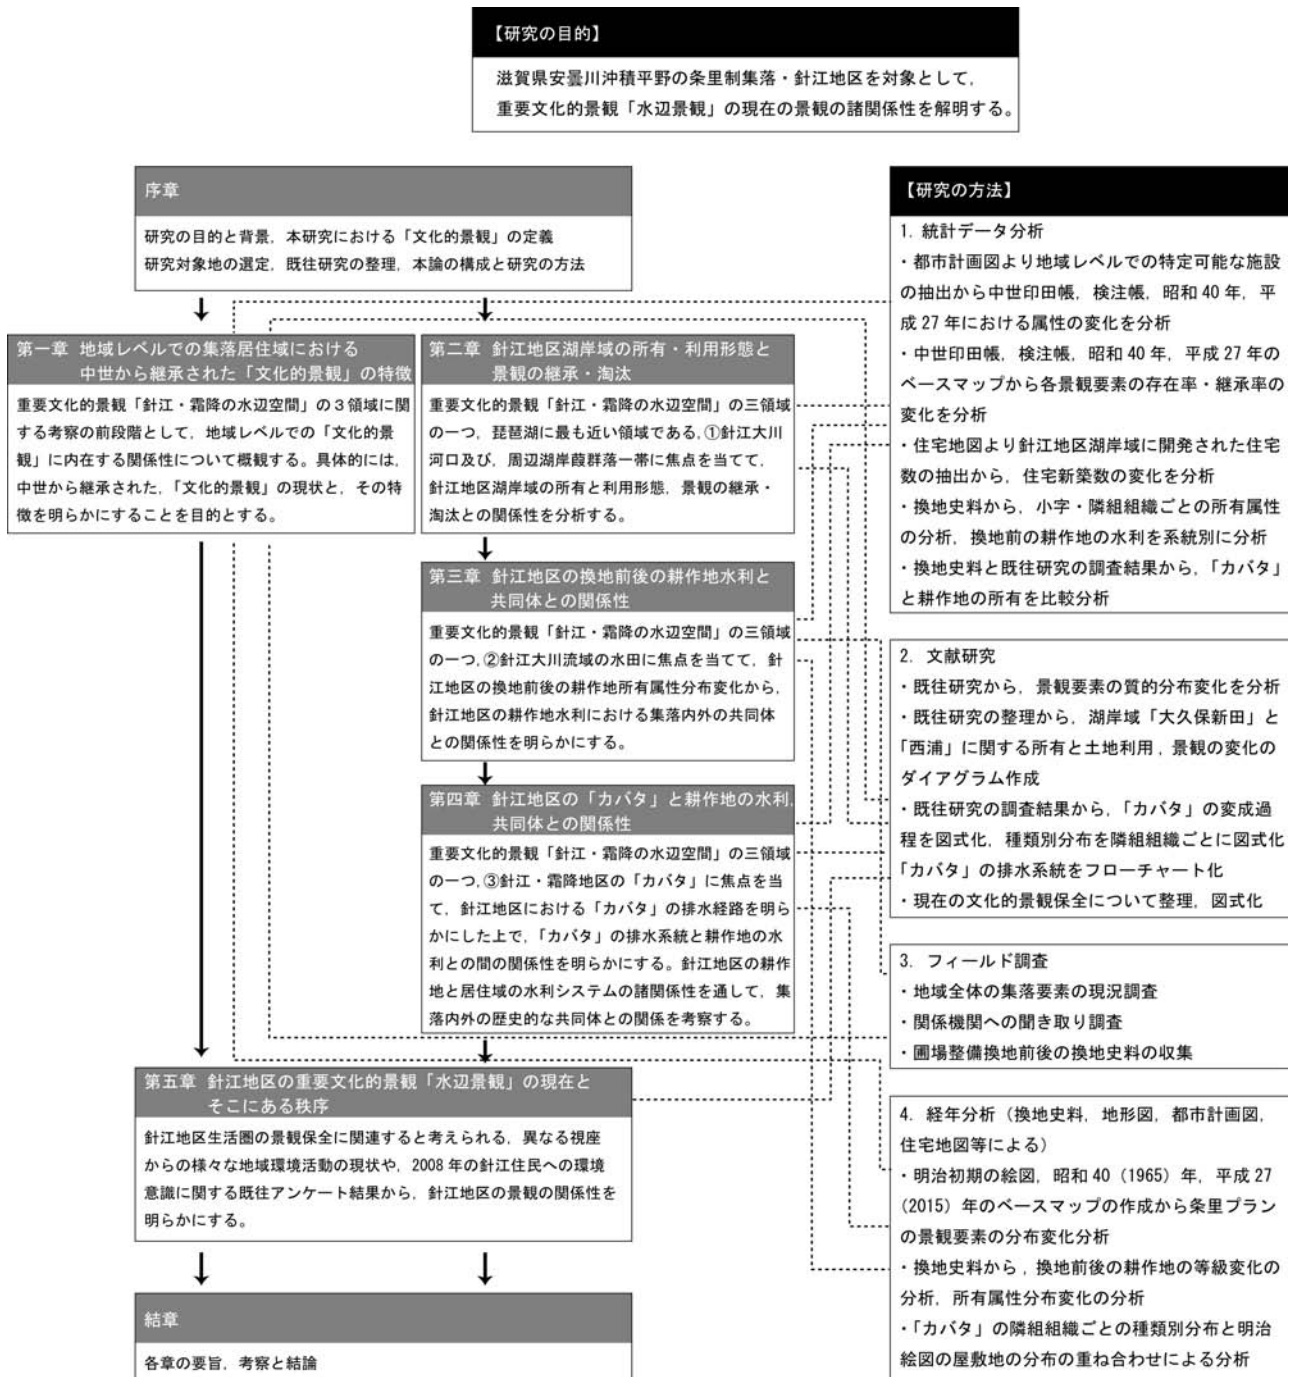 【研究の目的】
滋賀県安曇川沖積平野の条里制集落・針江地区を対象として,
重要文化的景観「水辺景観」の現在の景観の諸関係性を解明する。
序章
研究の目的と背景, 本研究における「文化的景観」の定義
研究対象地の選定, 既往研究の整理, 本論の構成と研究の方法
第一章 地域レベルでの集落居住域における
中世から継承された「文化的景観」の特徴
重要文化的景観「針江・霜降の水辺空間」の3領域に関
する考察の前段階として, 地域レベルでの「文化的景
観」に内在する関係性について概観する。具体的には,
中世から継承された,「文化的景観」の現状と, その特
徴を明らかにすることを目的とする。
第二章 針江地区湖岸域の所有・利用形態と
景観の継承・淘汰
重要文化的景観「針江・霜降の水辺空間」の三領域
の一つ, 琵琶湖に最も近い領域である,①針江大川
河口及び, 周辺湖岸葭群落一帯に焦点を当てて,
針江地区湖岸域の所有と利用形態, 景観の継承・
淘汰との関係性を分析する。
第三章 針江地区の換地前後の耕作地水利と
共同体との関係性
重要文化的景観「針江・霜降の水辺空間」の三領域
の一つ,②針江大川流域の水田に焦点を当てて, 針
江地区の換地前後の耕作地所有属性分布変化から,
針江地区の耕作地水利における集落内外の共同体
との関係性を明らかにする。
第四章 針江地区の「カバタ」と耕作地の水利,
共同体との関係性
重要文化的景観「針江・霜降の水辺空間」の三領域
の一つ,③針江・霜降地区の「カバタ」に焦点を当
て, 針江地区における「カバタ」の排水経路を明ら
かにした上で,「カバタ」の排水系統と耕作地の水
利との間の関係性を明らかにする。針江地区の耕作
地と居住域の水利システムの諸関係性を通して, 集
落内外の歴史的な共同体との関係を考察する。
第五章 針江地区の重要文化的景観「水辺景観」の現在と
そこにある秩序
針江地区生活圏の景観保全に関連すると考えられる, 異なる視座
からの様々な地域環境活動の現状や, 2008年の針江住民への環境
意識に関する既往アンケート結果から, 針江地区の景観の関係性を
明らかにする。
結章
各章の要旨, 考察と結論
【研究の方法】
1. 統計データ分析
・都市計画図より地域レベルでの特定可能な施設
の抽出から中世印田帳, 検注帳, 昭和40年, 平
成27年における属性の変化を分析
・中世印田帳, 検注帳, 昭和40年, 平成27年の
ベースマップから各景観要素の存在率・継承率の
変化を分析
・住宅地図より針江地区湖岸域に開発された住宅
数の抽出から, 住宅新築数の変化を分析
・換地史料から, 小字・隣組組織ごとの所有属性
の分析, 換地前の耕作地の水利を系統別に分析
・換地史料と既往研究の調査結果から,「カバタ」
と耕作地の所有を比較分析
2. 文献研究
・既往研究から, 景観要素の質的分布変化を分析
・既往研究の整理から, 湖岸域「大久保新田」と
「西浦」に関する所有と土地利用, 景観の変化の
ダイアグラム作成
・既往研究の調査結果から,「カバタ」の変成過
程を図式化, 種類別分布を隣組組織ごとに図式化
「カバタ」の排水系統をフローチャート化
・現在の文化的景観保全について整理, 図式化
3. フィールド調査
・地域全体の集落要素の現況調査
・関係機関への聞き取り調査
・圃場整備換地前後の換地史料の収集
4. 経年分析(換地史料, 地形図, 都市計画図,
住宅地図等による)
・明治初期の絵図, 昭和40(1965)年, 平成27
(2015)年のベースマップの作成から条里プラン
の景観要素の分布変化分析
・換地史料から, 換地前後の耕作地の等級変化の
分析, 所有属性分布変化の分析
・「カバタ」の隣組組織ごとの種類別分布と明治
絵図の屋敷地の分布の重ね合わせによる分析